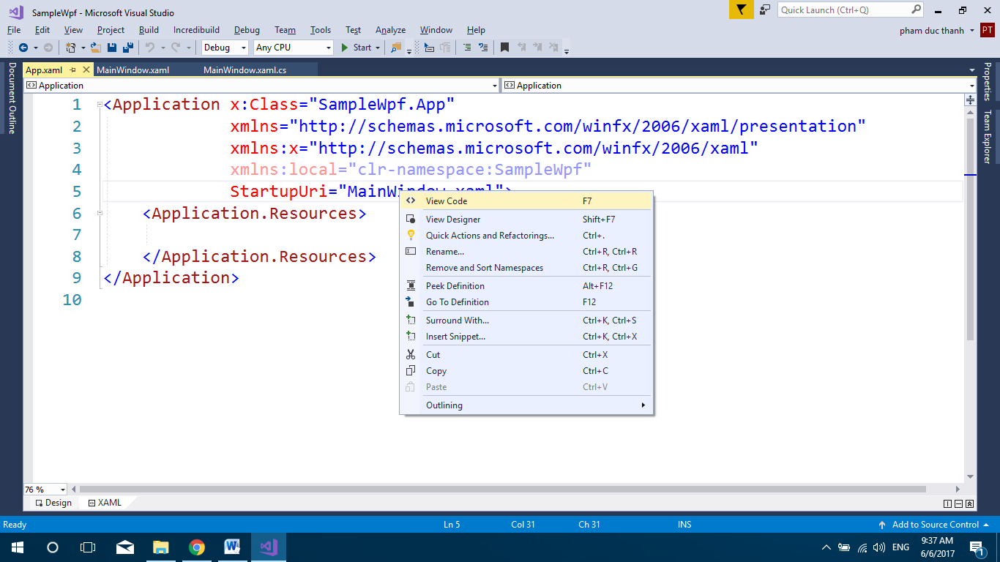 SampleWpf - Microsoft Visual Studio
Quick Launch (Ctrl+Q)
File Edit View Project Build Incredibuild Debug Team Tools Test Analyze Window Help
pham duc thanh PT
Debug Any CPU Start
Document Outline
App.xaml MainWindow.xaml MainWindow.xaml.cs
Application Application
Properties
Team Explorer
1 <Application x:Class="SampleWpf.App"
2 xmlns="http://schemas.microsoft.com/winfx/2006/xaml/presentation"
3 xmlns:x="http://schemas.microsoft.com/winfx/2006/xaml"
4 xmlns:local="clr-namespace:SampleWpf"
5 StartupUri="MainWindow.xaml">
6 <Application.Resources>
7
8 </Application.Resources>
9 </Application>
10
View Code F7
View Designer Shift+F7
Quick Actions and Refactorings... Ctrl+.
Rename... Ctrl+R, Ctrl+R
Remove and Sort Namespaces Ctrl+R, Ctrl+G
Peek Definition Alt+F12
Go To Definition F12
Surround With... Ctrl+K, Ctrl+S
Insert Snippet... Ctrl+K, Ctrl+X
Cut Ctrl+X
Copy Ctrl+C
Paste Ctrl+V
Outlining
76 %
Design XAML
Ready Ln 5 Col 31 Ch 31 INS Add to Source Control
ENG
9:37 AM
6/6/2017
1